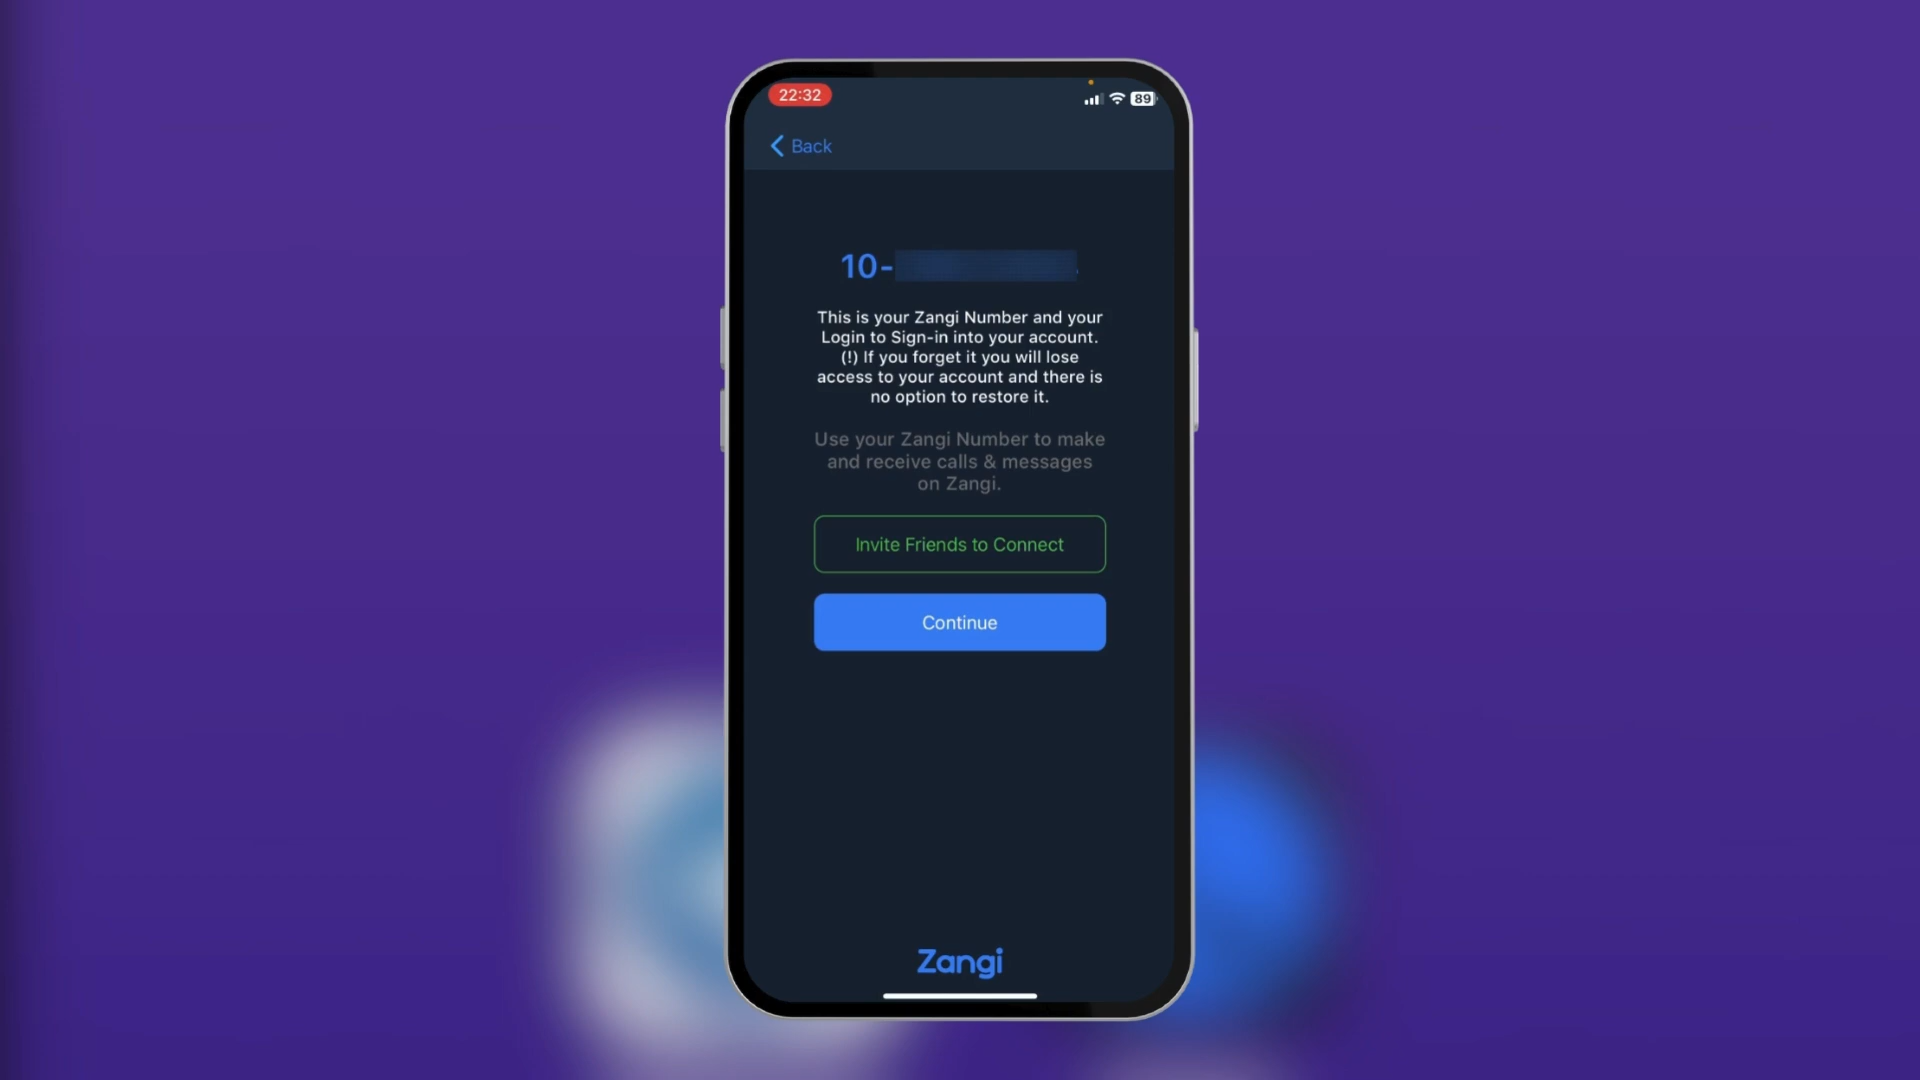 22:32
89
Back
10-
This is your Zangi Number and your
Login to Sign-in into your account.
(!) If you forget it you will lose
access to your account and there is
no option to restore it.
Use your Zangi Number to make
and receive calls & messages
on Zangi.
Invite Friends to Connect
Continue
Zangi